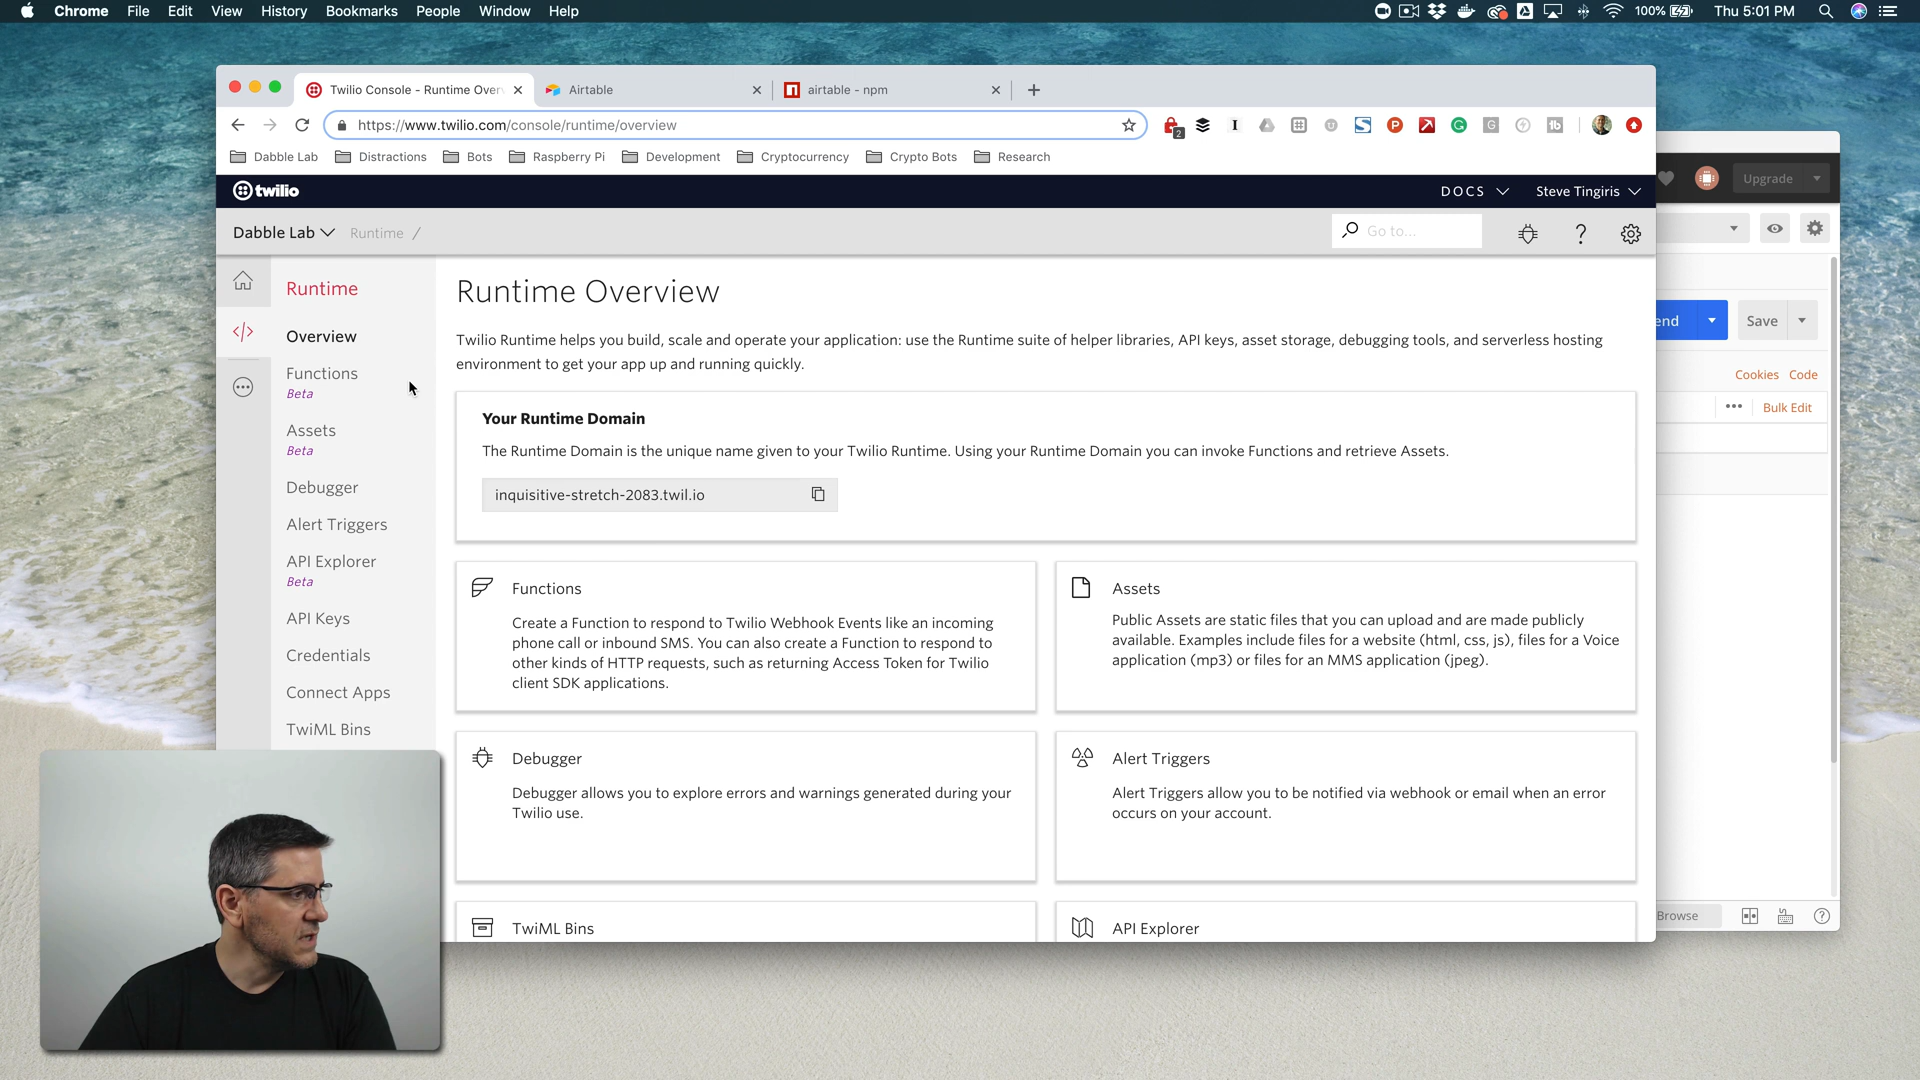 Chrome File Edit View History Bookmarks People Window Help
100% Thu 5:01 PM
Twilio Console - Runtime Over
Airtable
airtable - npm
https://www.twilio.com/console/runtime/overview
2
Dabble Lab Distractions Bots Raspberry Pi Development Cryptocurrency Crypto Bots Research
twilio
DOCS Steve Tingiris
Upgrade
Dabble Lab Runtime /
Go to...
Runtime
Overview
Functions
Beta
Assets
Beta
Debugger
Alert Triggers
API Explorer
Beta
API Keys
Credentials
Connect Apps
TwiML Bins
Runtime Overview
Twilio Runtime helps you build, scale and operate your application: use the Runtime suite of helper libraries, API keys, asset storage, debugging tools, and serverless hosting
environment to get your app up and running quickly.
Your Runtime Domain
The Runtime Domain is the unique name given to your Twilio Runtime. Using your Runtime Domain you can invoke Functions and retrieve Assets.
inquisitive-stretch-2083.twil.io
Functions
Create a Function to respond to Twilio Webhook Events like an incoming
phone call or inbound SMS. You can also create a Function to respond to
other kinds of HTTP requests, such as returning Access Token for Twilio
client SDK applications.
Assets
Public Assets are static files that you can upload and are made publicly
available. Examples include files for a website (html, css, js), files for a Voice
application (mp3) or files for an MMS application (jpeg).
Debugger
Debugger allows you to explore errors and warnings generated during your
Twilio use.
Alert Triggers
Alert Triggers allow you to be notified via webhook or email when an error
occurs on your account.
TwiML Bins
API Explorer
end Save
Cookies Code
Bulk Edit
Browse